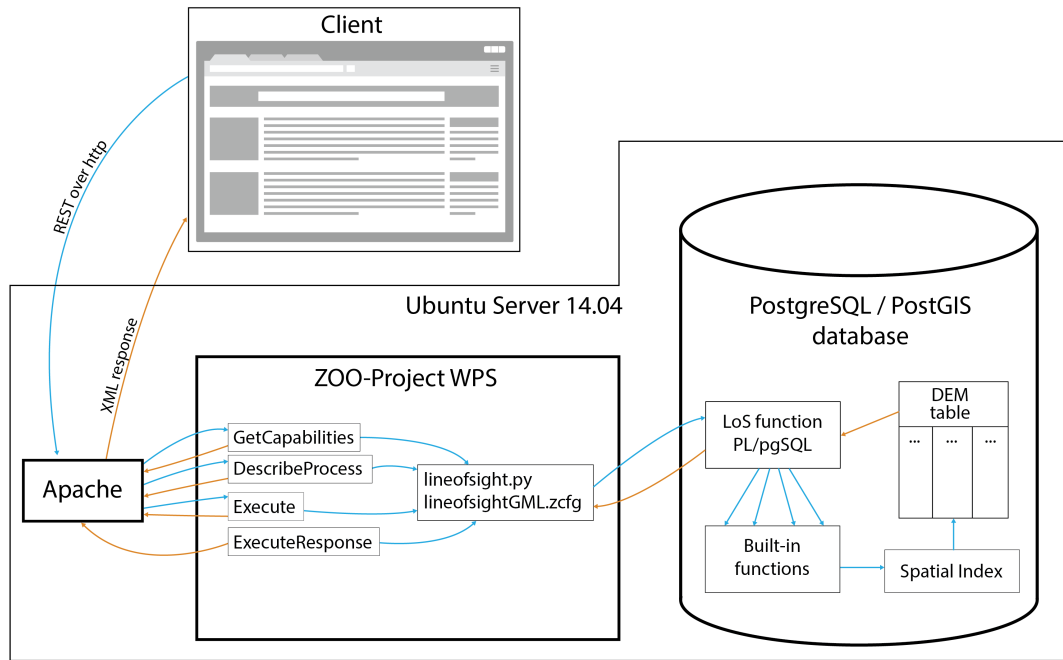 Client
REST over http
XML response
Ubuntu Server 14.04
PostgreSQL / PostGIS
database
ZOO-Project WPS
GetCapabilities
DescribeProcess
Execute
ExecuteResponse
Apache
lineofsight.py
lineofsightGML.zcfg
LoS function
PL/pgSQL
DEM
table
... ... ...
Built-in
functions
Spatial Index